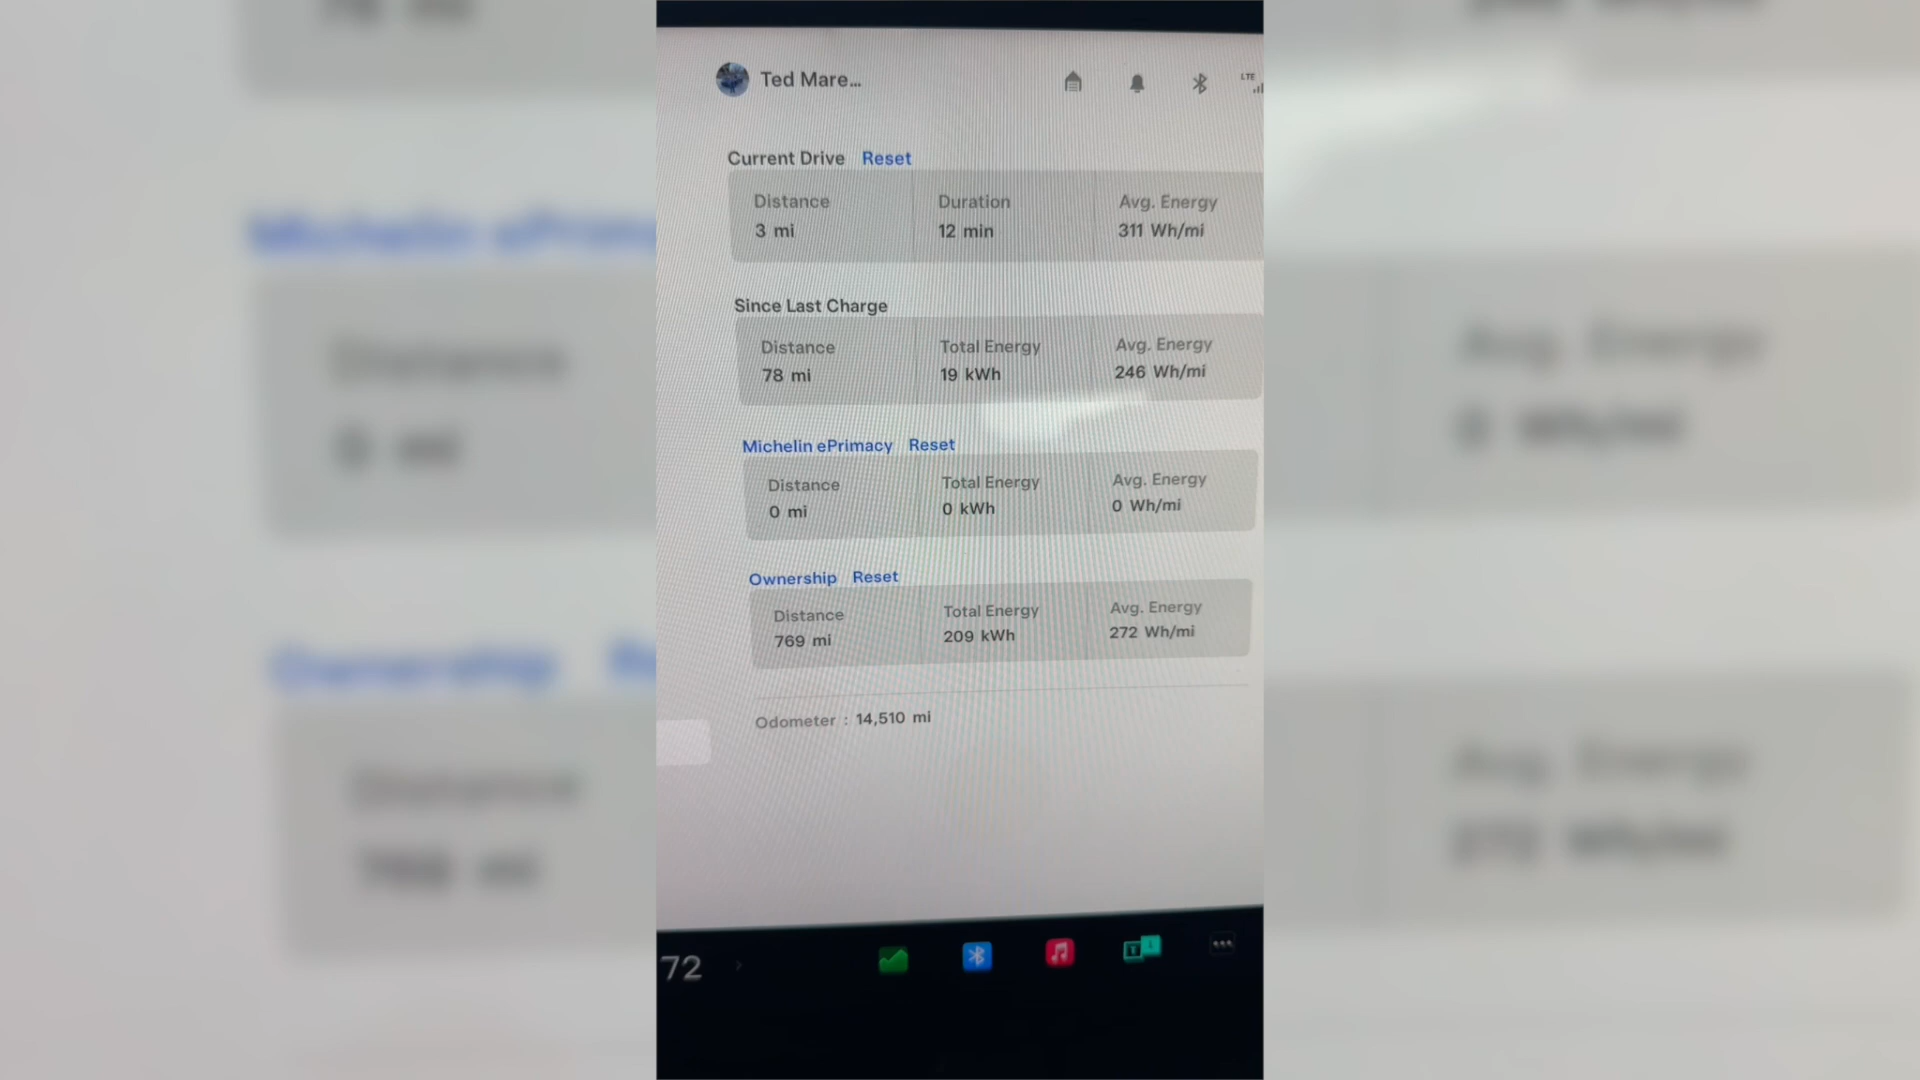 Ted Mare...
LTE
Current Drive Reset
Distance Duration Avg. Energy
3 mi 12 min 311 Wh/mi
Since Last Charge
Distance Total Energy Avg. Energy
78 mi 19 kWh 246 Wh/mi
Michelin ePrimacy Reset
Distance Total Energy Avg. Energy
0 mi 0 kWh 0 Wh/mi
Ownership Reset
Distance Total Energy Avg. Energy
769 mi 209 kWh 272 Wh/mi
Odometer : 14,510 mi
72